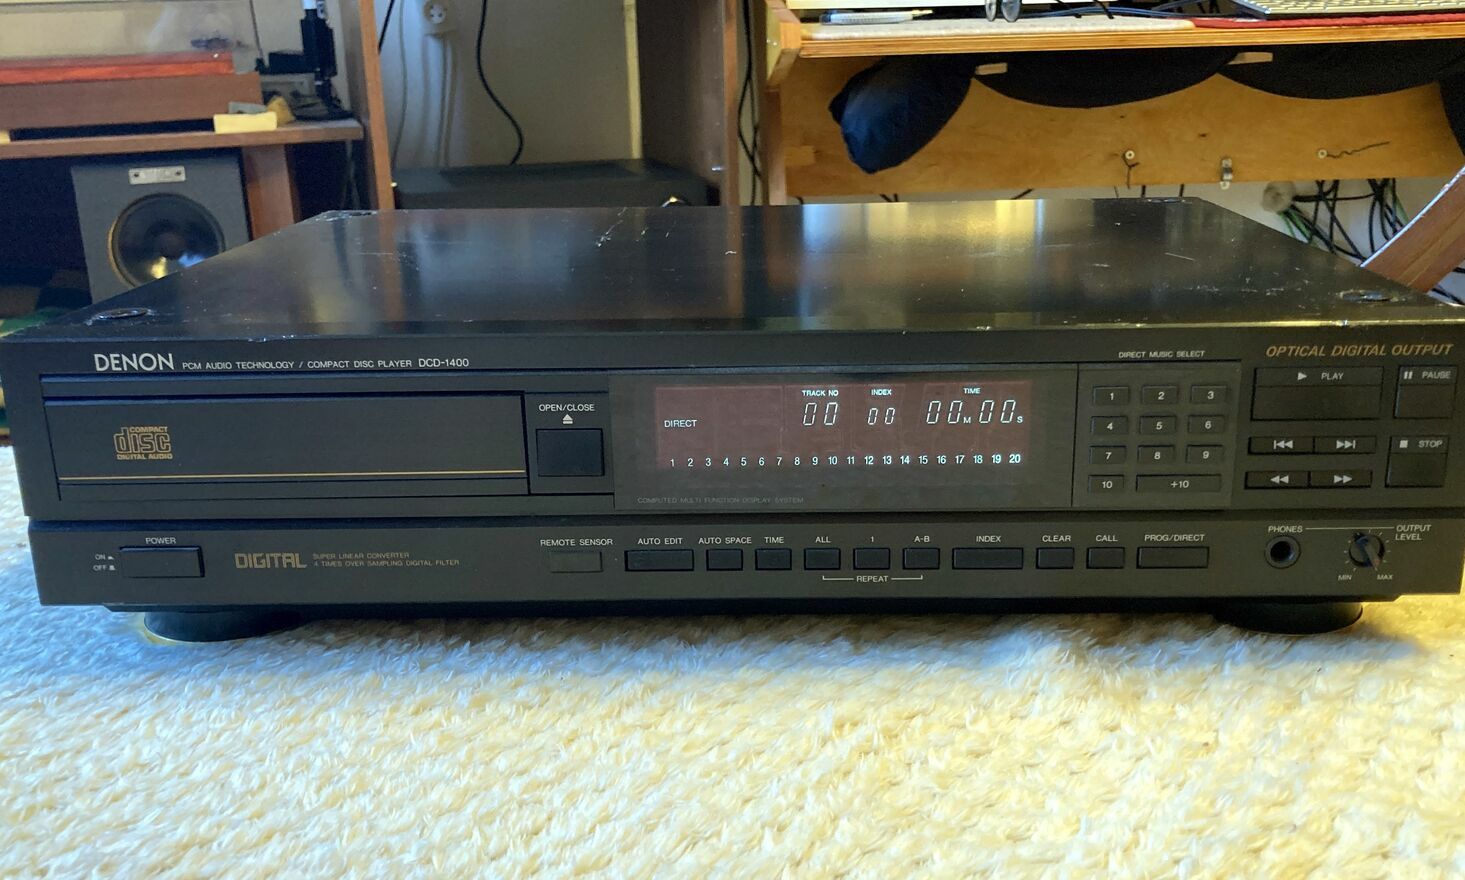 DENON PCM AUDIO TECHNOLOGY / COMPACT DISC PLAYER DCD-1400
COMPACT
disc
DIGITAL AUDIO
OPEN/CLOSE
TRACK NO INDEX TIME
DIRECT 00 00 00M 00S
1 2 3 4 5 6 7 8 9 10 11 12 13 14 15 16 17 18 19 20
COMPUTED MULTI FUNCTION DISPLAY SYSTEM
DIRECT MUSIC SELECT
1 2 3
4 5 6
7 8 9
10 +10
OPTICAL DIGITAL OUTPUT
PLAY PAUSE
STOP
POWER
ON
OFF
DIGITAL SUPER LINEAR CONVERTER
4 TIMES OVER SAMPLING DIGITAL FILTER
REMOTE SENSOR AUTO EDIT AUTO SPACE TIME ALL 1 A-B INDEX CLEAR CALL PROG/DIRECT
REPEAT
PHONES OUTPUT
LEVEL
MIN MAX